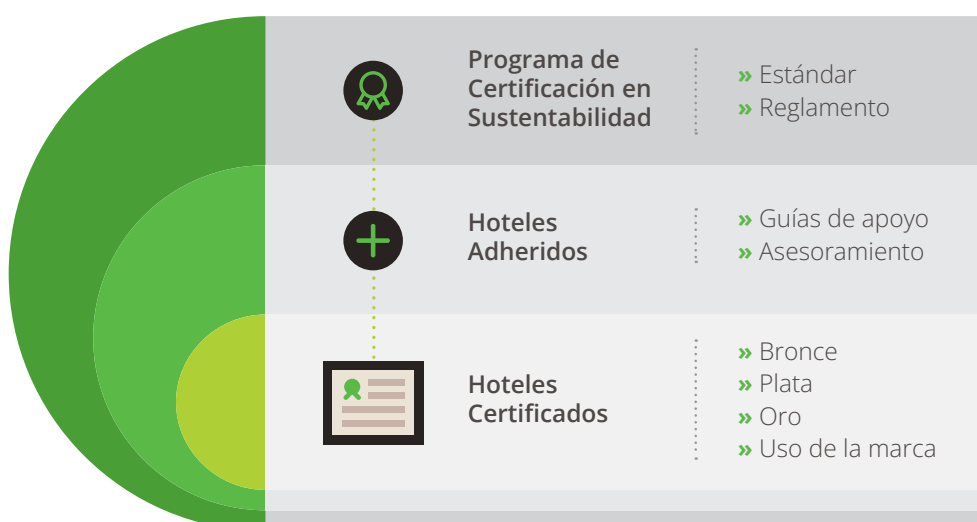 Programa de
Certificación en
Sustentabilidad
» Estándar
» Reglamento
Hoteles
Adheridos
» Guías de apoyo
» Asesoramiento
Hoteles
Certificados
» Bronce
» Plata
» Oro
» Uso de la marca